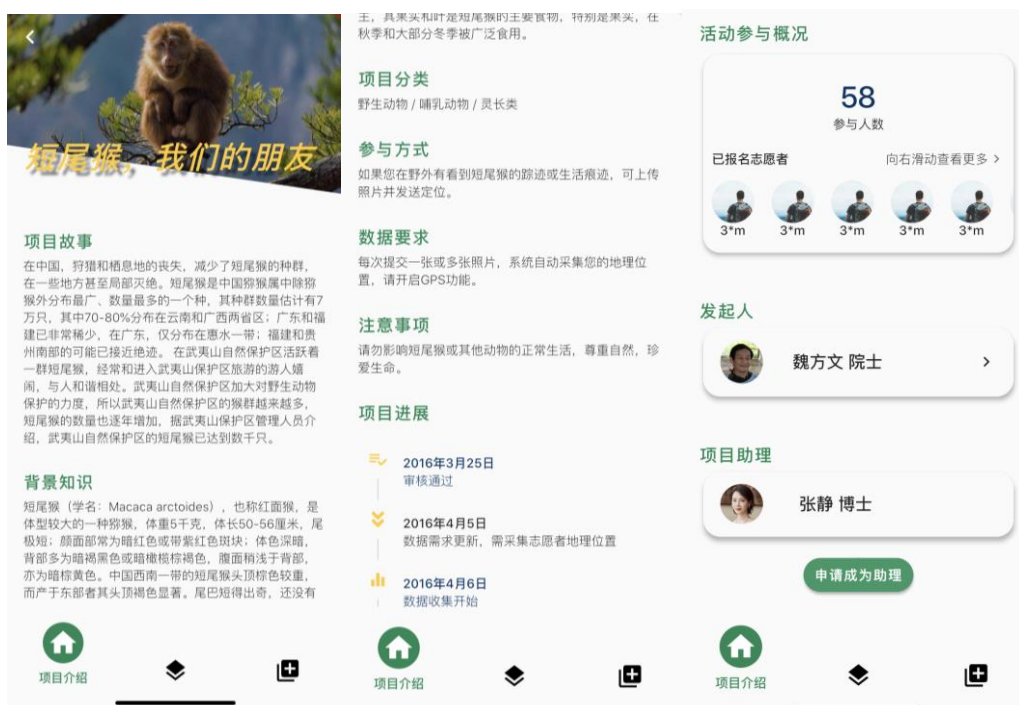 短尾猴，我们的朋友
项目故事
在中国，狩猎和栖息地的丧失，减少了短尾猴的种群，
在一些地方甚至局部灭绝。短尾猴是中国猕猴属中除猕
猴外分布最广、数量最多的一个种，其种群数量估计有7
万只，其中70-80%分布在云南和广西两省区；广东和福
建已非常稀少，在广东，仅分布在惠水一带；福建和贵
州南部的可能已接近绝迹。 在武夷山自然保护区活跃着
一群短尾猴，经常和进入武夷山保护区旅游的游人嬉
闹，与人和谐相处。武夷山自然保护区加大对野生动物
保护的力度，所以武夷山自然保护区的猴群越来越多，
短尾猴的数量也逐年增加，据武夷山保护区管理人员介
绍，武夷山自然保护区的短尾猴已达到数千只。
背景知识
短尾猴（学名：Macaca arctoides），也称红面猴，是
体型较大的一种猕猴，体重5千克，体长50-56厘米，尾
极短；颜面部常为暗红色或带紫红色斑块；体色深暗，
背部多为暗褐黑色或暗橄榄棕褐色，腹面稍浅于背部，
亦为暗棕黄色。中国西南一带的短尾猴头顶棕色较重，
而产于东部者其头顶褐色显著。尾巴短得出奇，还没有
项目介绍
主，其果实和叶是短尾猴的主要食物，特别是果实，在
秋季和大部分冬季被广泛食用。
项目分类
野生动物 / 哺乳动物 / 灵长类
参与方式
如果您在野外有看到短尾猴的踪迹或生活痕迹，可上传
照片并发送定位。
数据要求
每次提交一张或多张照片，系统自动采集您的地理位
置，请开启GPS功能。
注意事项
请勿影响短尾猴或其他动物的正常生活，尊重自然，珍
爱生命。
项目进展
2016年3月25日
审核通过
2016年4月5日
数据需求更新，需采集志愿者地理位置
2016年4月6日
数据收集开始
项目介绍
活动参与概况
58
参与人数
已报名志愿者 向右滑动查看更多 >
3*m 3*m 3*m 3*m 3*m
发起人
魏方文 院士
项目助理
张静 博士
申请成为助理
项目介绍